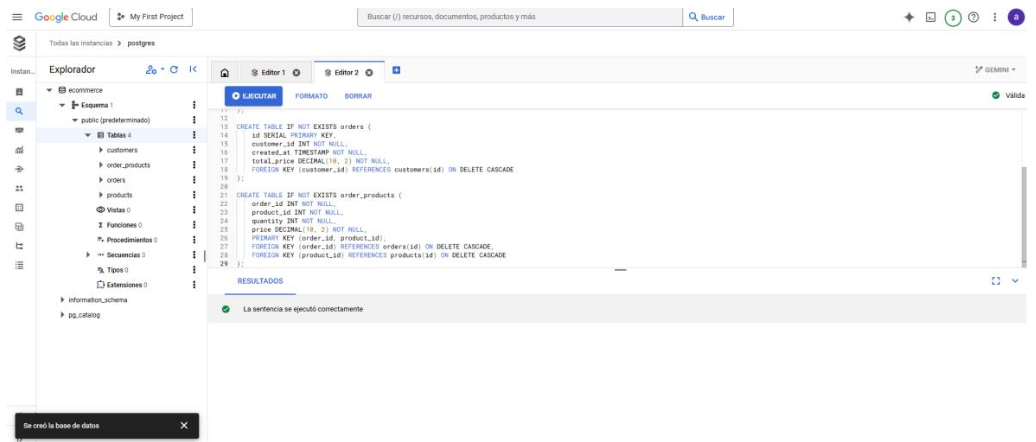 Google Cloud
My First Project
Buscar (/) recursos, documentos, productos y más
Buscar
3
a
Todas las instancias > postgres
Instan...
Explorador
Editor 1
Editor 2
GEMINI
ecommerce
Esquema 1
public (predeterminado)
Tablas 4
customers
order_products
orders
products
Vistas 0
Funciones 0
Procedimientos 0
Secuencias 3
Tipos 0
Extensiones 0
information_schema
pg_catalog
EJECUTAR FORMATO BORRAR
Válida
11 );
12
13 CREATE TABLE IF NOT EXISTS orders (
14 id SERIAL PRIMARY KEY,
15 customer_id INT NOT NULL,
16 created_at TIMESTAMP NOT NULL,
17 total_price DECIMAL(10, 2) NOT NULL,
18 FOREIGN KEY (customer_id) REFERENCES customers(id) ON DELETE CASCADE
19 );
20
21 CREATE TABLE IF NOT EXISTS order_products (
22 order_id INT NOT NULL,
23 product_id INT NOT NULL,
24 quantity INT NOT NULL,
25 price DECIMAL(10, 2) NOT NULL,
26 PRIMARY KEY (order_id, product_id),
27 FOREIGN KEY (order_id) REFERENCES orders(id) ON DELETE CASCADE,
28 FOREIGN KEY (product_id) REFERENCES products(id) ON DELETE CASCADE
29 );
RESULTADOS
La sentencia se ejecutó correctamente
Se creó la base de datos